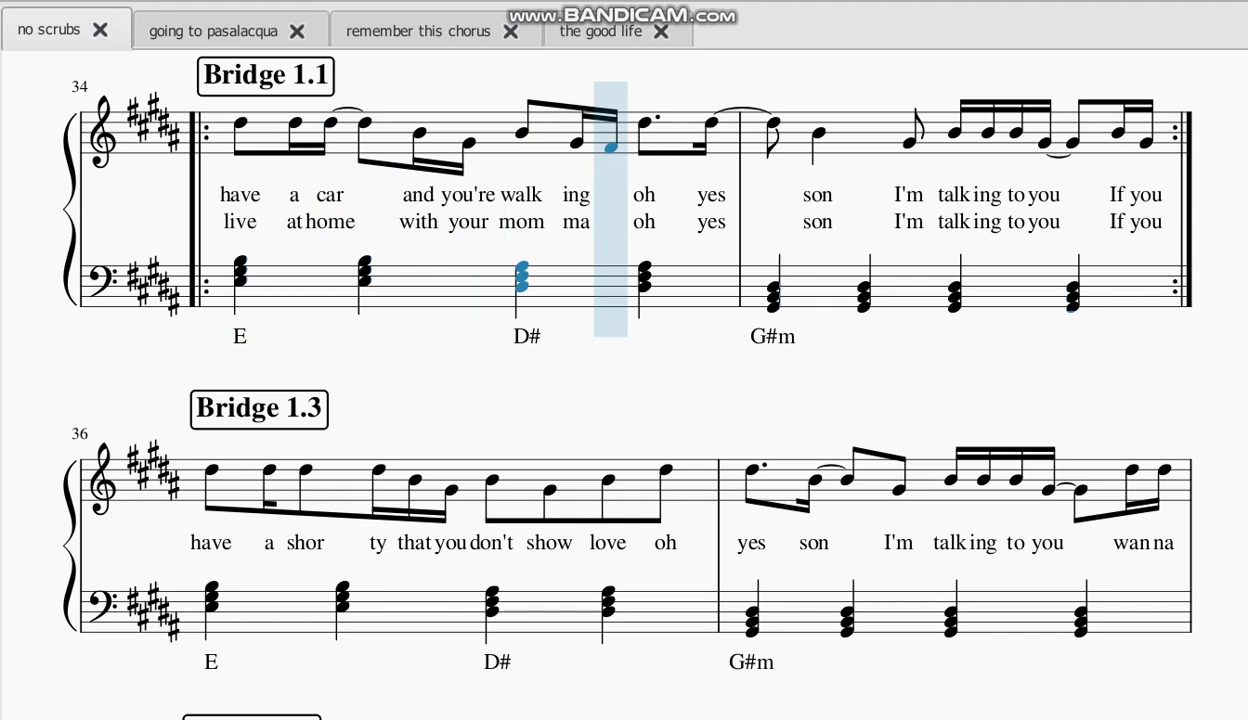 www.BANDICAM.com
no scrubs
going to pasalacqua
remember this chorus
the good life
Bridge 1.1
34
have a car and you're walk ing oh yes son I'm talk ing to you If you
live at home with your mom ma oh yes son I'm talk ing to you If you
E D# G#m
Bridge 1.3
36
have a shor ty that you don't show love oh yes son I'm talk ing to you wan na
E D# G#m